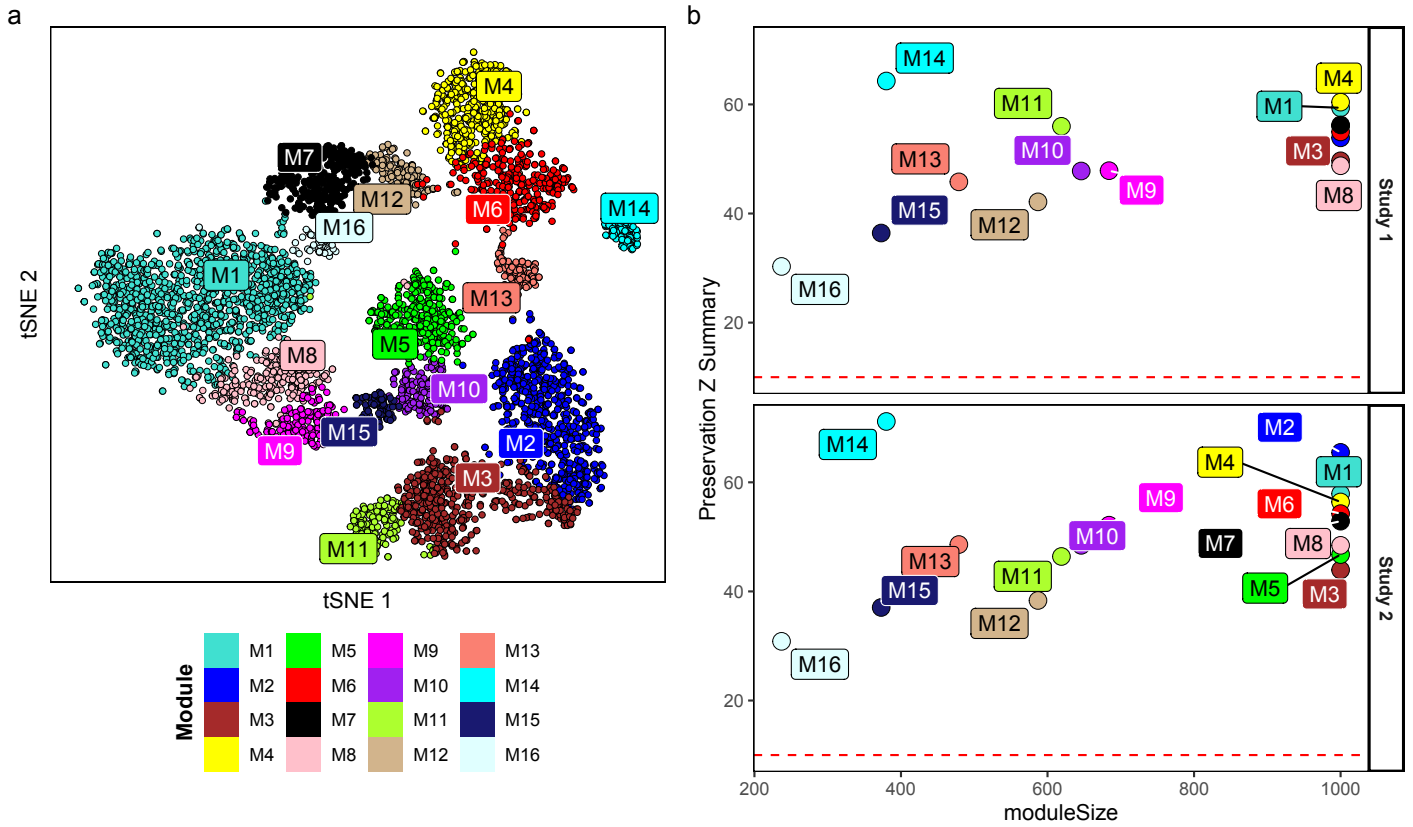 a
M4
M7
M12
M6
M14
M16
M1
M13
M5
M8
M10
M15
M9
M2
M3
M11
tSNE 2
tSNE 1
Module
M1 M5 M9 M13
M2 M6 M10 M14
M3 M7 M11 M15
M4 M8 M12 M16
b
Preservation Z Summary
60
40
20
M14
M4
M11
M1
M10
M3
M13
M9
M8
M15
M12
M16
Study 1
60
40
20
M2
M14
M4
M1
M9
M6
M10
M7
M8
M13
M11
M5
M15
M3
M12
M16
Study 2
200 400 600 800 1000
moduleSize